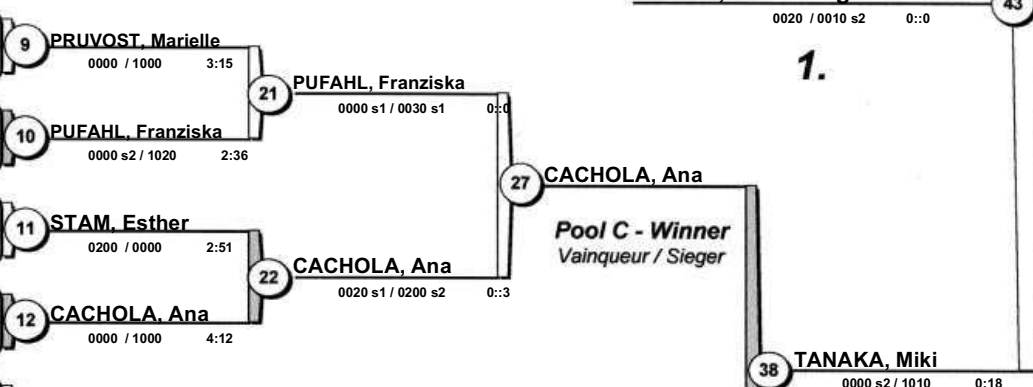 43
0020 / 0010 s2 0::0
1.
9 PRUVOST, Marielle
0000 / 1000 3:15
21 PUFAHL, Franziska
0000 s1 / 0030 s1 0::0
10 PUFAHL, Franziska
0000 s2 / 1020 2:36
27 CACHOLA, Ana
11 STAM, Esther
0200 / 0000 2:51
Pool C - Winner
Vainqueur / Sieger
22 CACHOLA, Ana
0020 s1 / 0200 s2 0::3
12 CACHOLA, Ana
0000 / 1000 4:12
38 TANAKA, Miki
0000 s2 / 1010 0:18